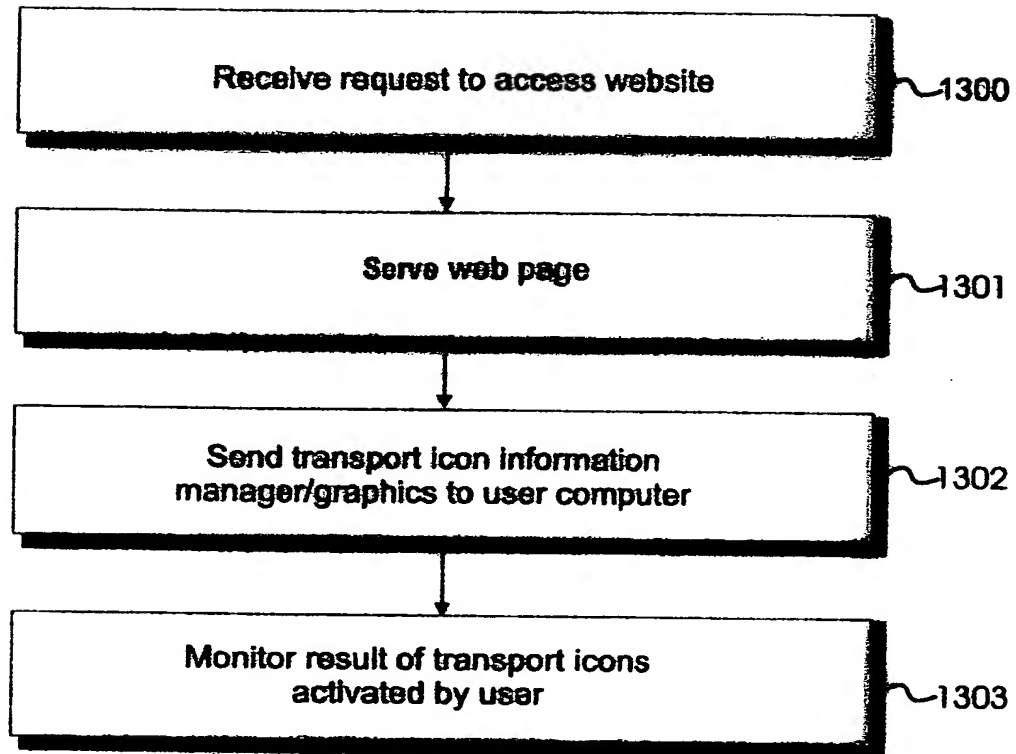 Receive request to access website
1300
Serve web page
1301
Send transport icon information
manager/graphics to user computer
1302
Monitor result of transport icons
activated by user
1303